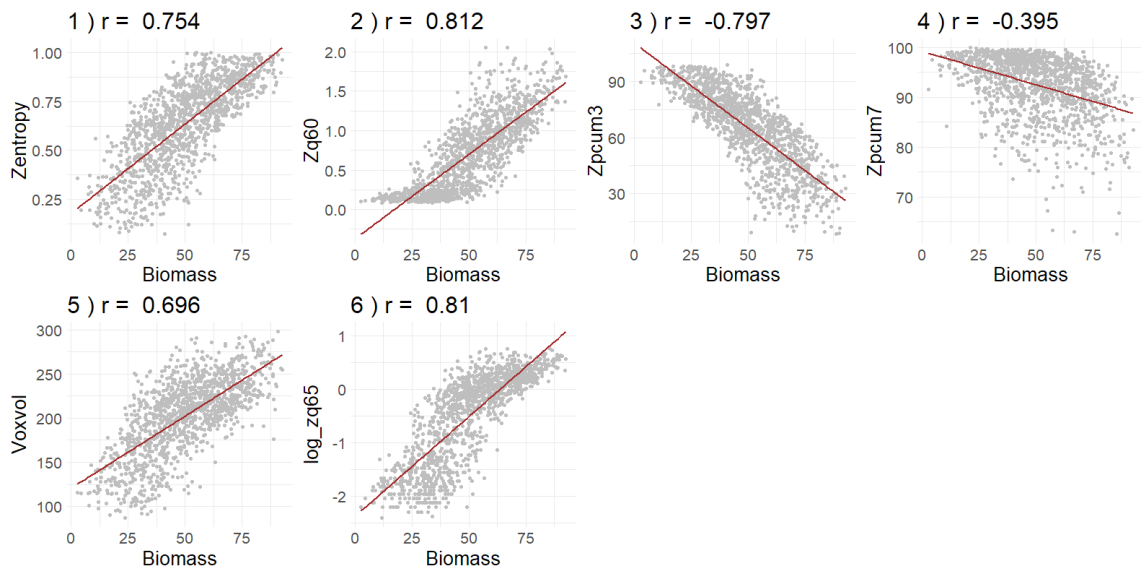 1 ) r =  0.754
Zentropy
1.00
0.75
0.50
0.25
0
25
50
75
Biomass
2 ) r =  0.812
Zq60
2.0
1.5
1.0
0.5
0.0
0
25
50
75
Biomass
3 ) r =  -0.797
Zpcum3
90
60
30
0
25
50
75
Biomass
4 ) r =  -0.395
Zpcum7
100
90
80
70
0
25
50
75
Biomass
5 ) r =  0.696
Voxvol
300
250
200
150
100
0
25
50
75
Biomass
6 ) r =  0.81
log_zq65
1
0
-1
-2
0
25
50
75
Biomass